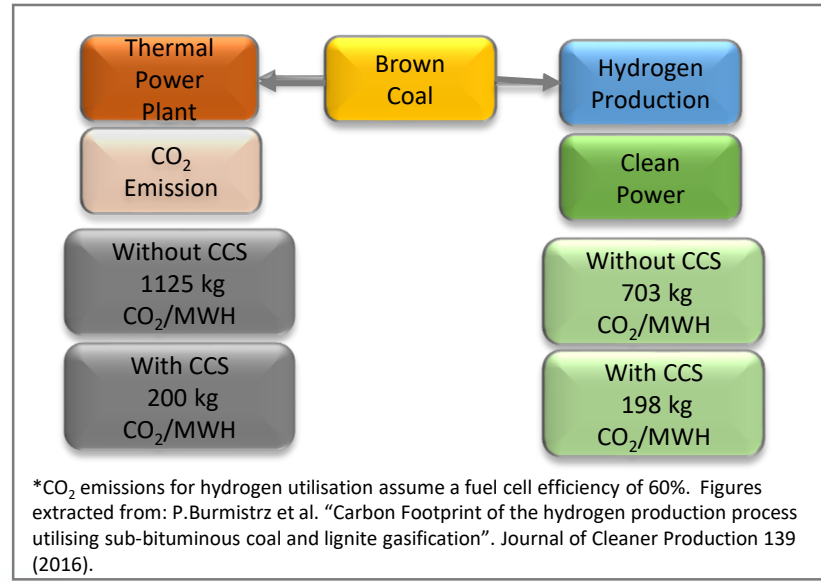 Thermal
Power
Plant
Brown
Coal
Hydrogen
Production
CO₂
Emission
Clean
Power
Without CCS
1125 kg
CO₂/MWH
Without CCS
703 kg
CO₂/MWH
With CCS
200 kg
CO₂/MWH
With CCS
198 kg
CO₂/MWH
*CO₂ emissions for hydrogen utilisation assume a fuel cell efficiency of 60%. Figures
extracted from: P.Burmistrz et al. “Carbon Footprint of the hydrogen production process
utilising sub-bituminous coal and lignite gasification”. Journal of Cleaner Production 139
(2016).